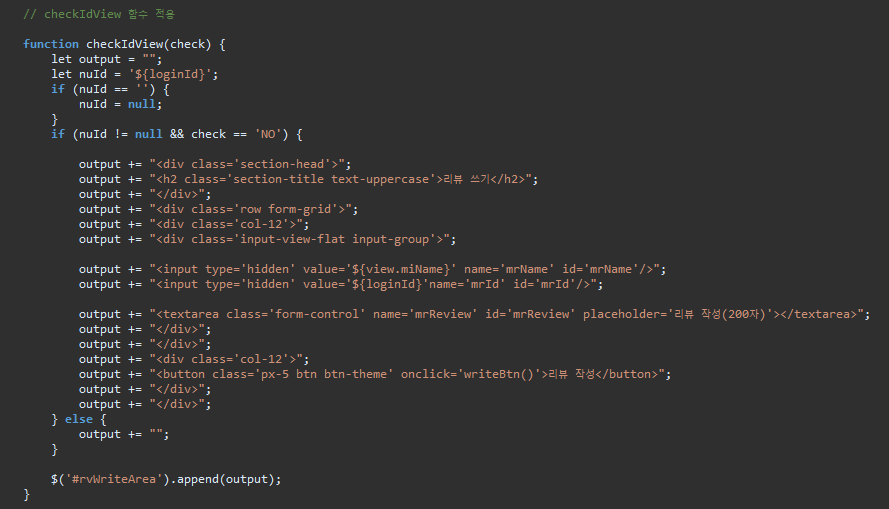 // checkIdView 함수 적용
function checkIdView(check) {
let output = "";
let nuId = '${loginId}';
if (nuId == '') {
nuId = null;
}
if (nuId != null && check == 'NO') {
output += "<div class='section-head'>";
output += "<h2 class='section-title text-uppercase'>리뷰 쓰기</h2>";
output += "</div>";
output += "<div class='row form-grid'>";
output += "<div class='col-12'>";
output += "<div class='input-view-flat input-group'>";
output += "<input type='hidden' value='${view.miName}' name='mrName' id='mrName'/>";
output += "<input type='hidden' value='${loginId}'name='mrId' id='mrId'/>";
output += "<textarea class='form-control' name='mrReview' id='mrReview' placeholder='리뷰 작성(200자)'></textarea>";
output += "</div>";
output += "</div>";
output += "<div class='col-12'>";
output += "<button class='px-5 btn btn-theme' onclick='writeBtn()'>리뷰 작성</button>";
output += "</div>";
output += "</div>";
} else {
output += "";
}
$('#rvWriteArea').append(output);
}